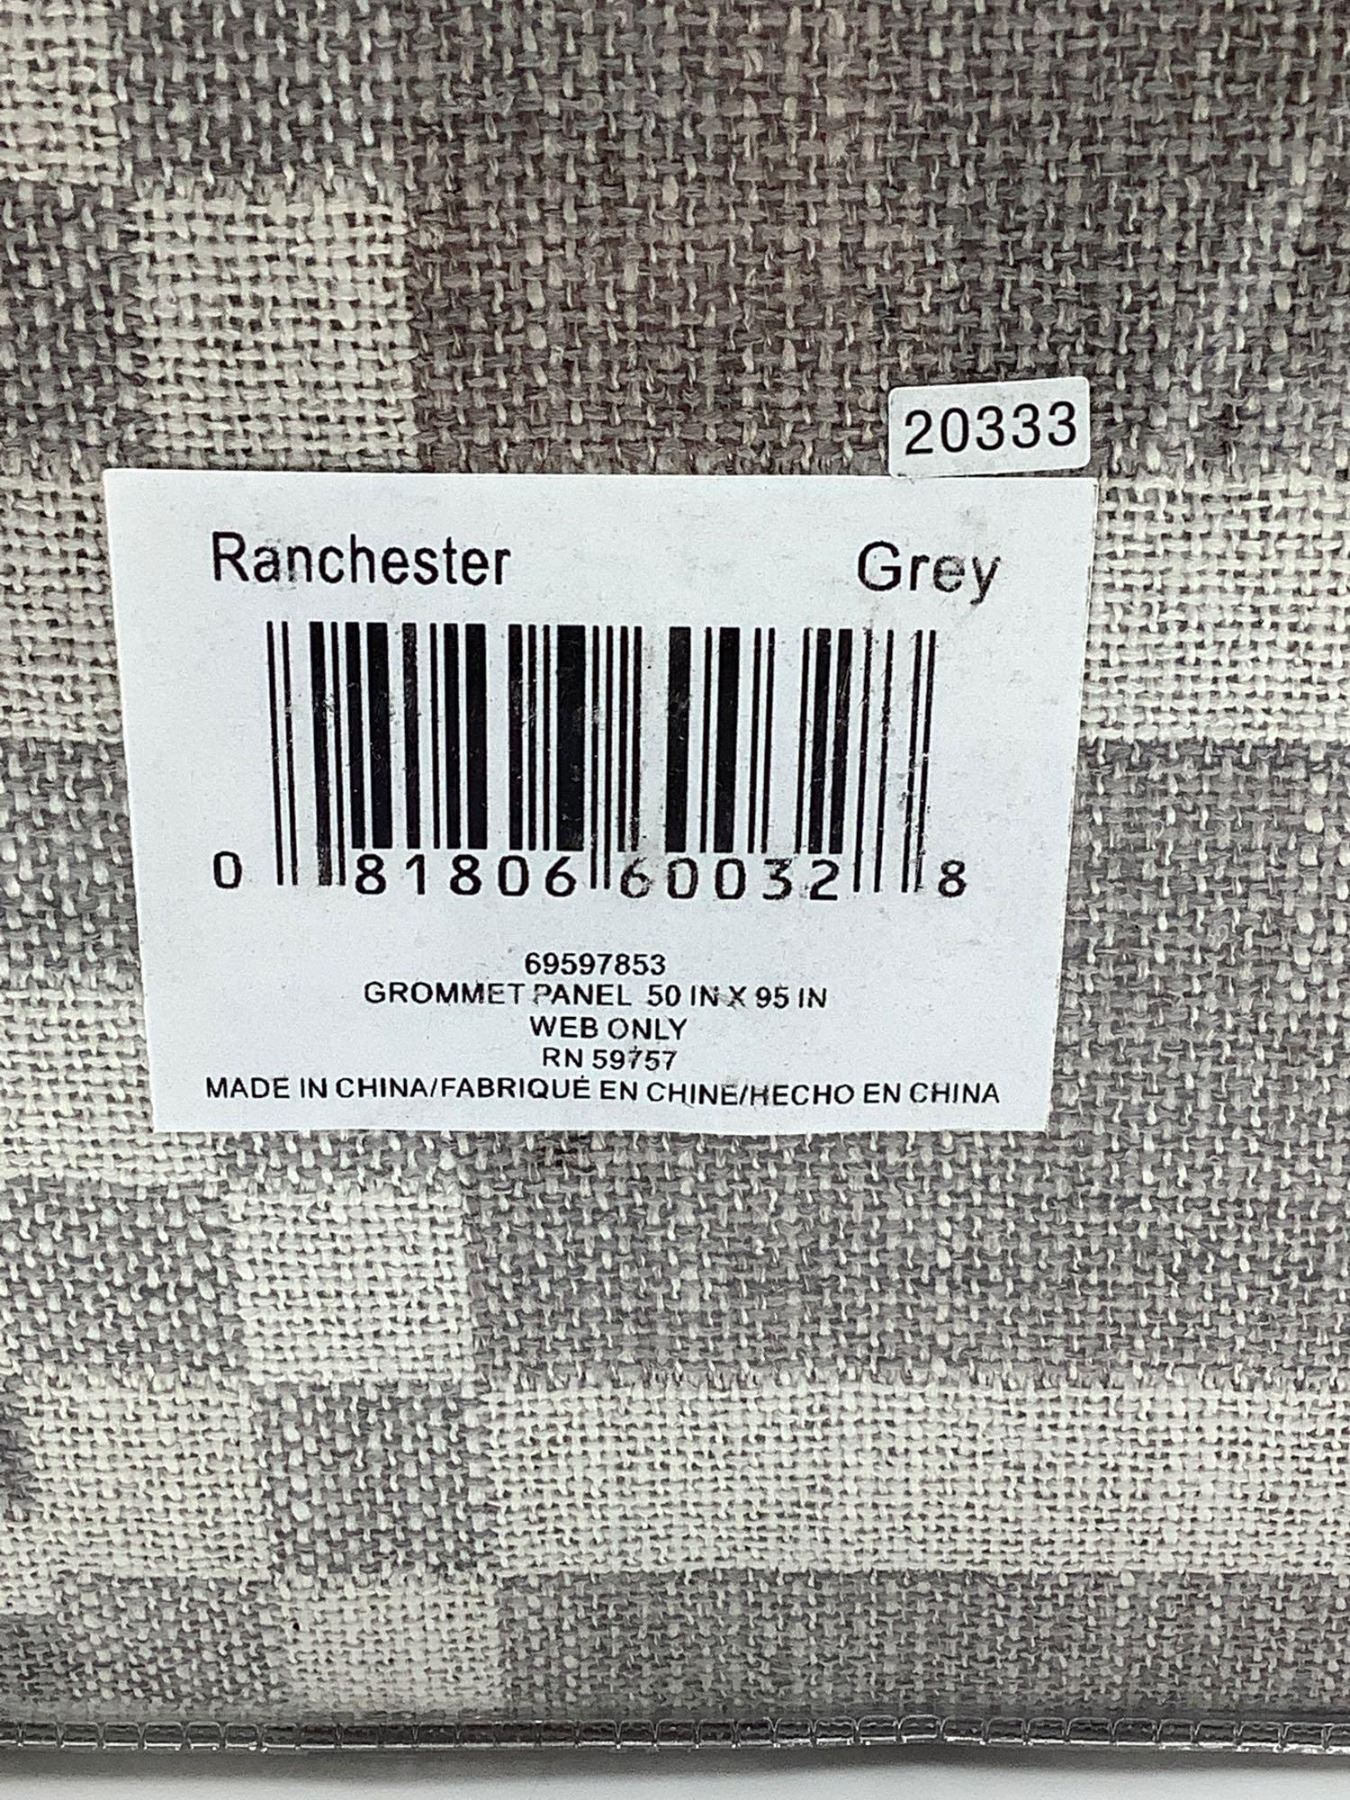 20333
Ranchester Grey
0 81806 60032 8
69597853
GROMMET PANEL 50 IN X 95 IN
WEB ONLY
RN 59757
MADE IN CHINA/FABRIQUÉ EN CHINE/HECHO EN CHINA